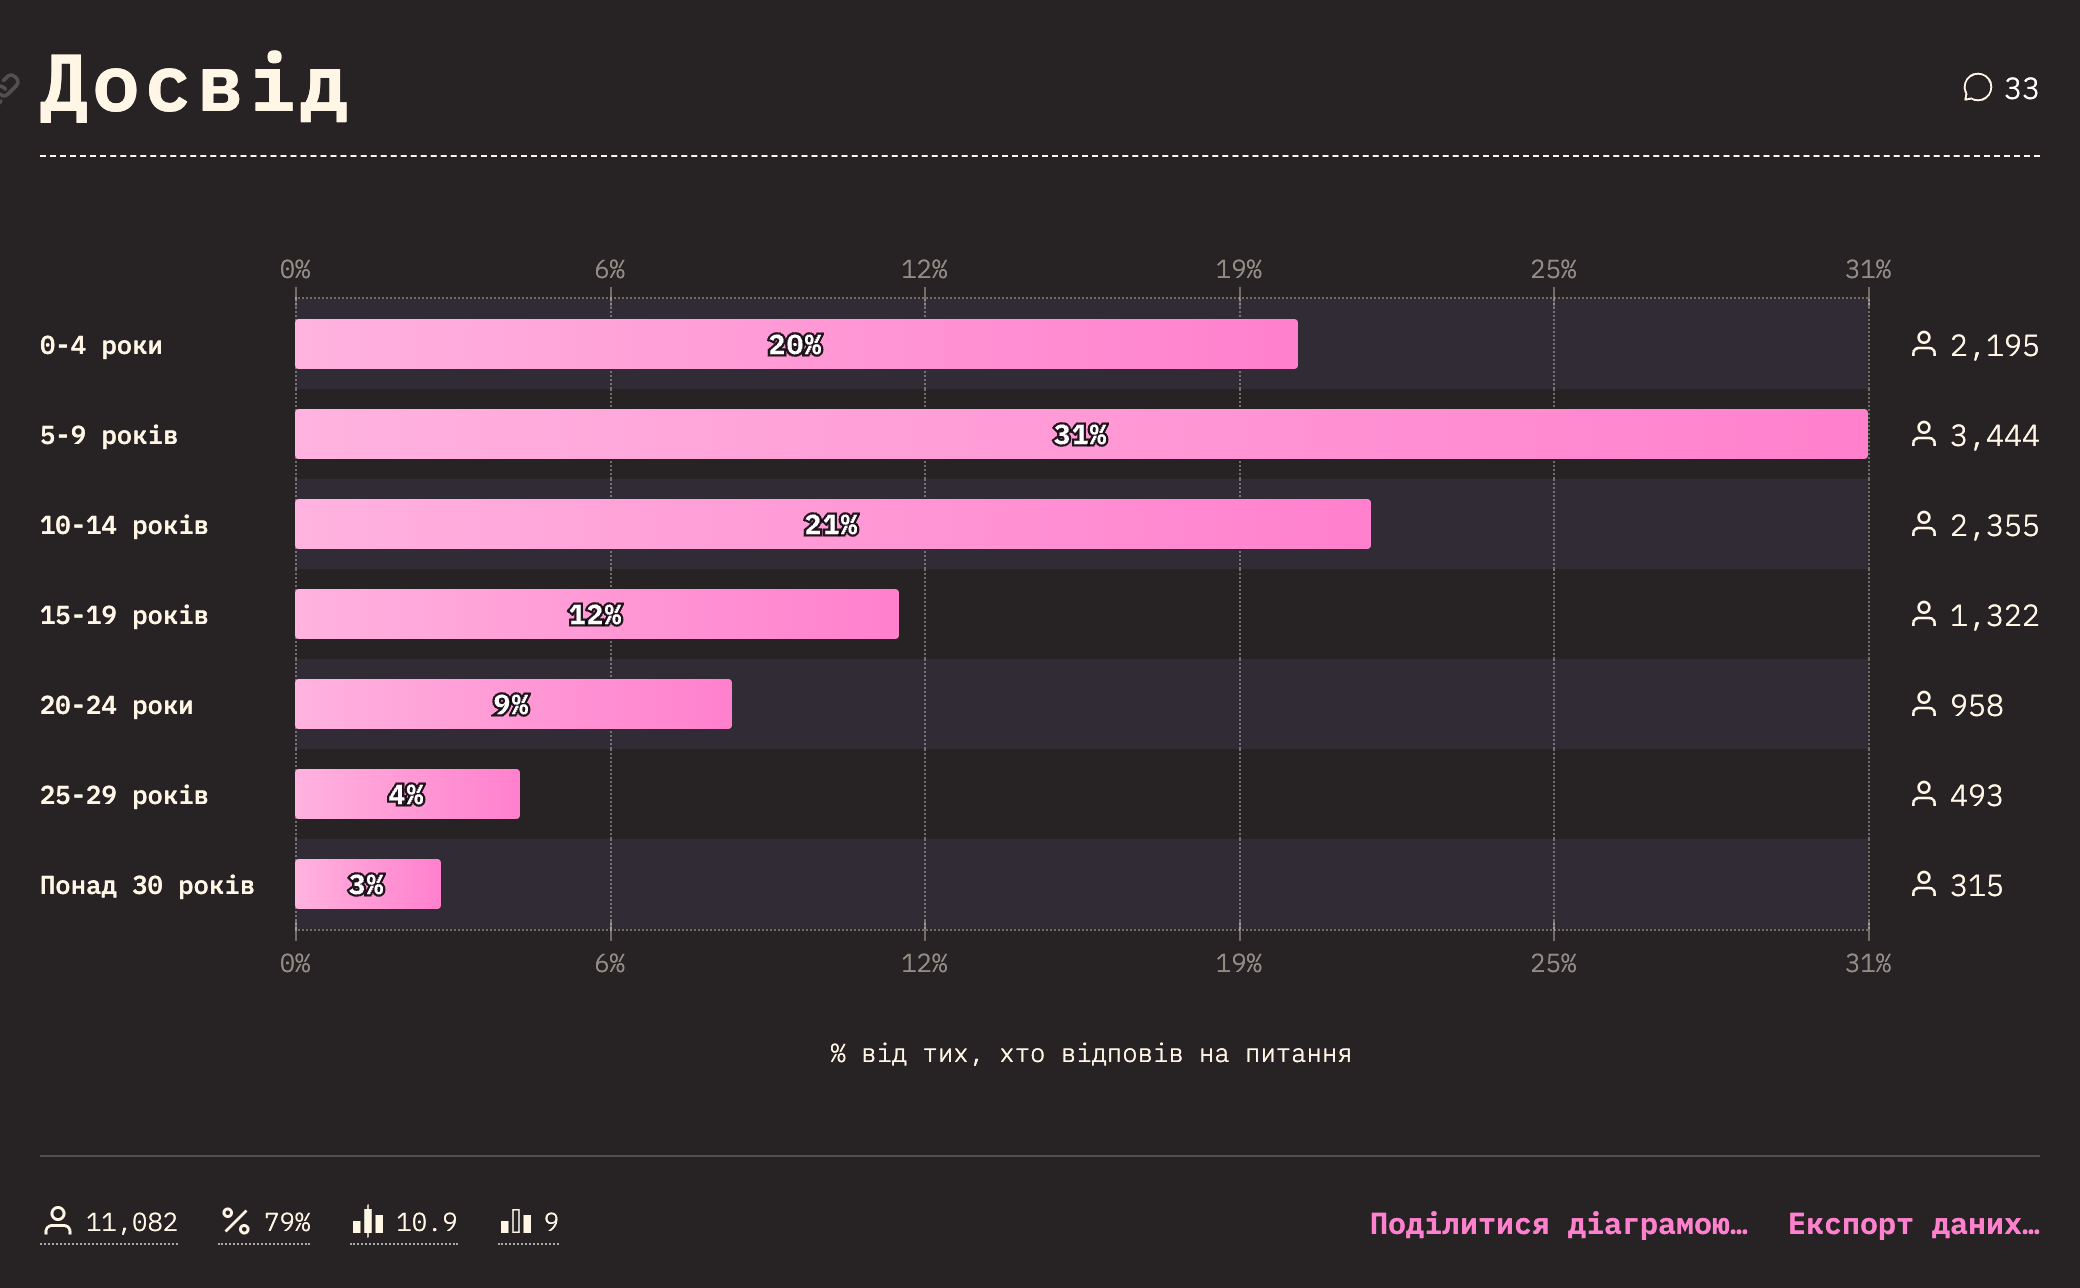 Досвід
33
0% 6% 12% 19% 25% 31%
0-4 роки 20% 2,195
5-9 років 31% 3,444
10-14 років 21% 2,355
15-19 років 12% 1,322
20-24 роки 9% 958
25-29 років 4% 493
Понад 30 років 3% 315
0% 6% 12% 19% 25% 31%
% від тих, хто відповів на питання
11,082 79% 10.9 9 Поділитися діаграмою… Експорт даних…